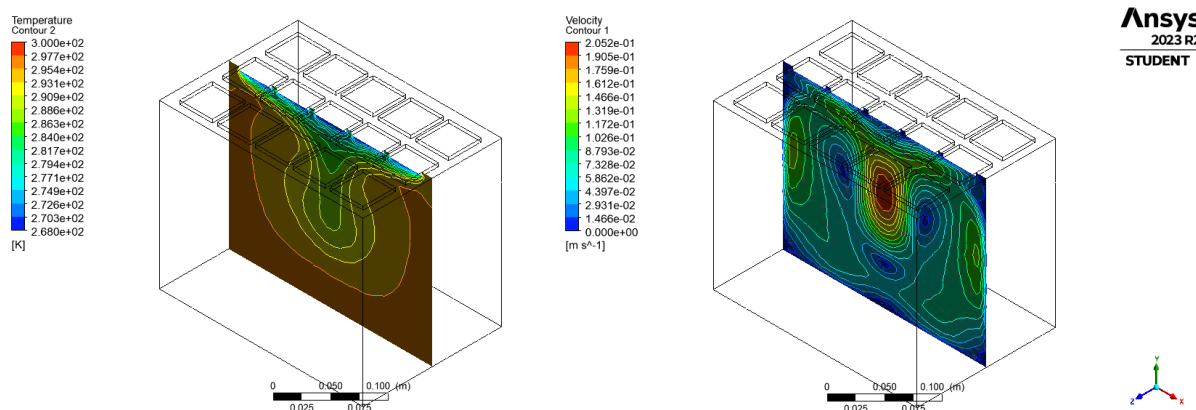 Temperature
Contour 2
3.000e+02
2.977e+02
2.954e+02
2.931e+02
2.909e+02
2.886e+02
2.863e+02
2.840e+02
2.817e+02
2.794e+02
2.771e+02
2.749e+02
2.726e+02
2.703e+02
2.680e+02
[K]
0 0.050 0.100 (m)
0.025 0.075
Velocity
Contour 1
2.052e-01
1.905e-01
1.759e-01
1.612e-01
1.466e-01
1.319e-01
1.172e-01
1.026e-01
8.793e-02
7.328e-02
5.862e-02
4.397e-02
2.931e-02
1.466e-02
0.000e+00
[m s^-1]
0 0.050 0.100 (m)
0.025 0.075
Ansys
2023 R2
STUDENT
Y
Z X